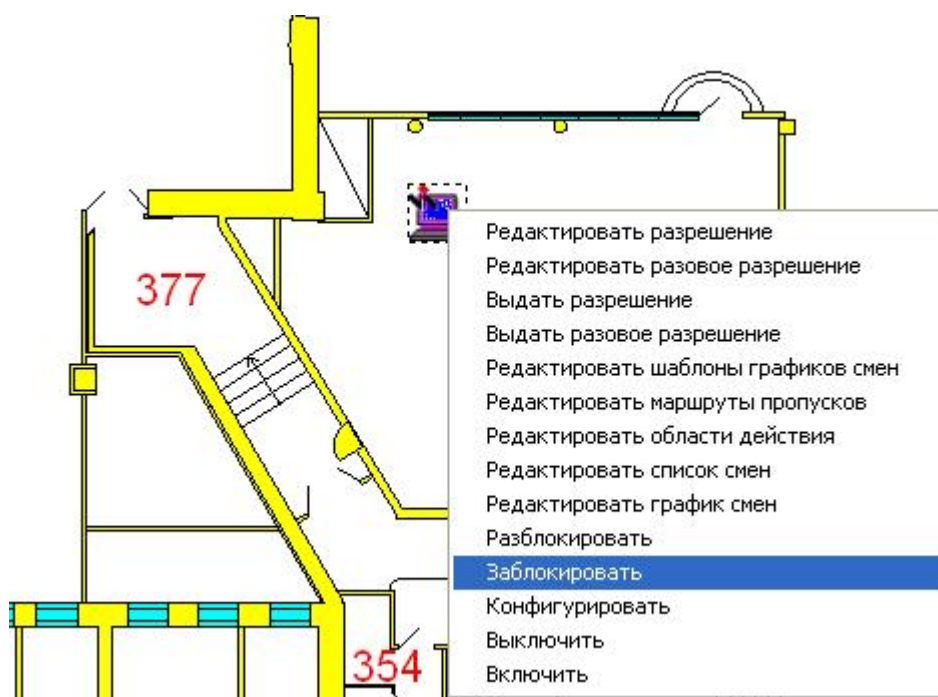 377
Редактировать разрешение
Редактировать разовое разрешение
Выдать разрешение
Выдать разовое разрешение
Редактировать шаблоны графиков смен
Редактировать маршруты пропусков
Редактировать области действия
Редактировать список смен
Редактировать график смен
Разблокировать
Заблокировать
Конфигурировать
Выключить
Включить
354